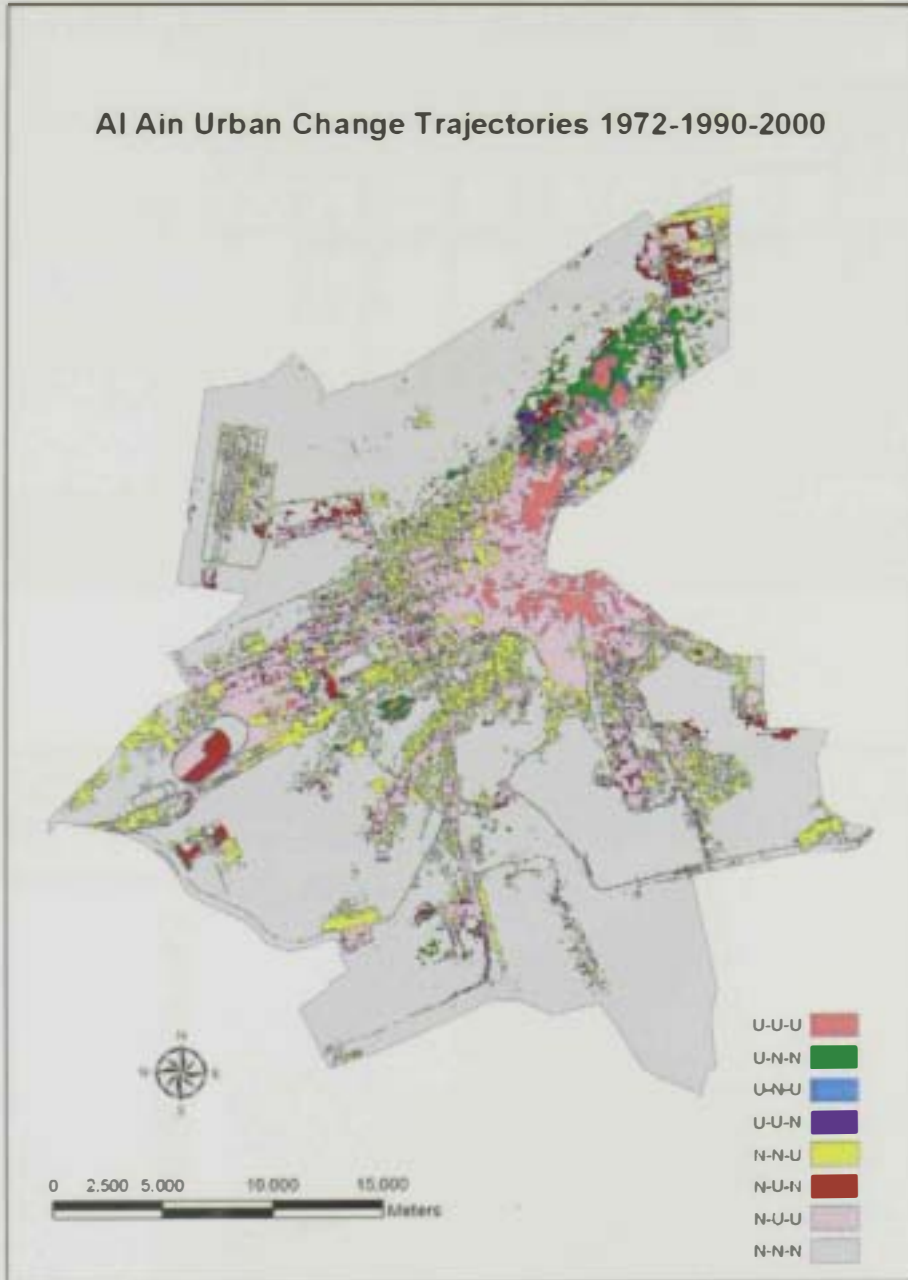 Al Ain Urban Change Trajectories 1972-1990-2000
U-U-U
U-N-N
U-N-U
U-U-N
N-N-U
N-U-N
N-U-U
N-N-N
N
S
0 2.500 5.000 10.000 15.000
Meters